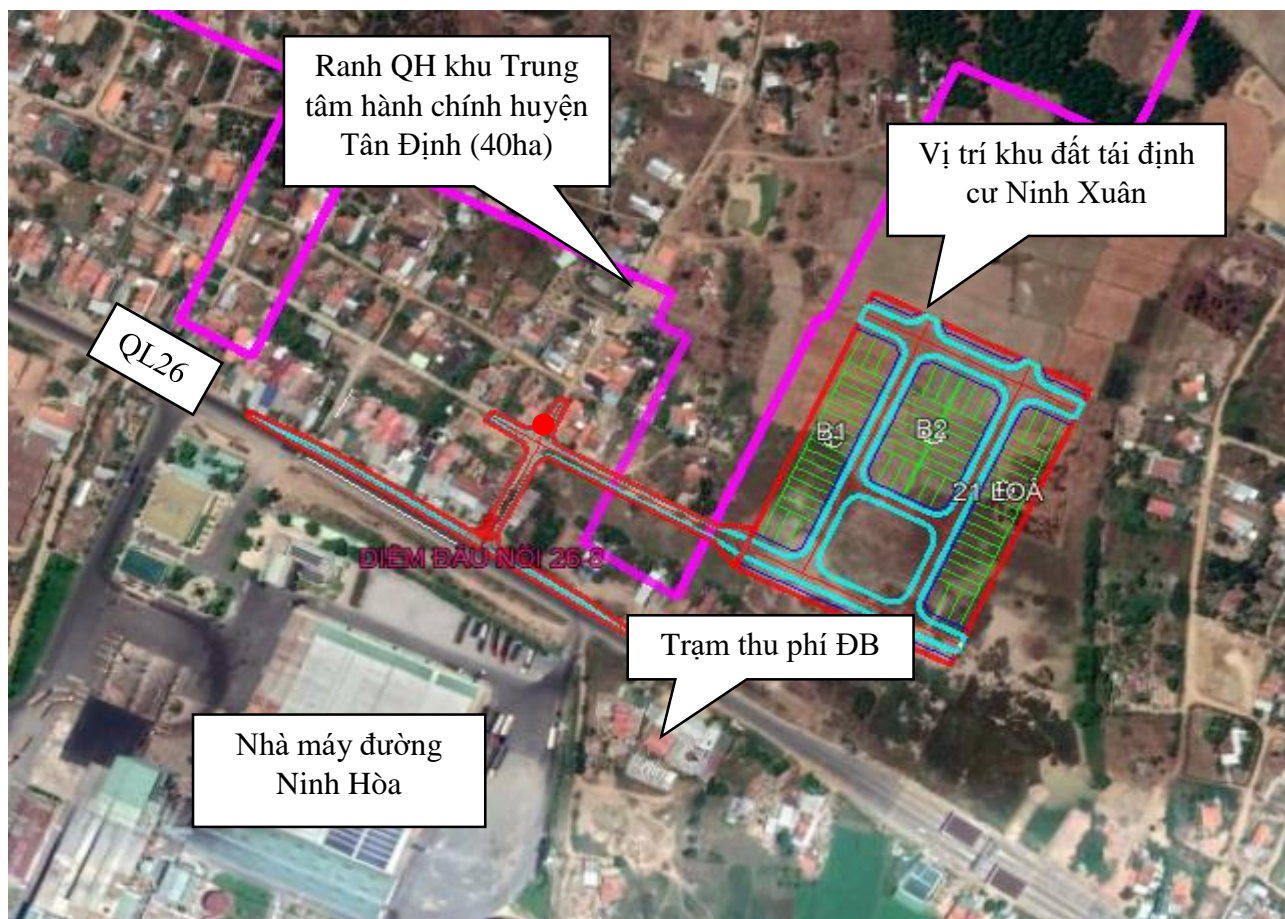 Ranh QH khu Trung
tâm hành chính huyện
Tân Định (40ha)
Vị trí khu đất tái định
cư Ninh Xuân
QL26
B1
B2
21 LOÀ
ĐIỂM ĐẤU NỐI 26-8
Trạm thu phí ĐB
Nhà máy đường
Ninh Hòa